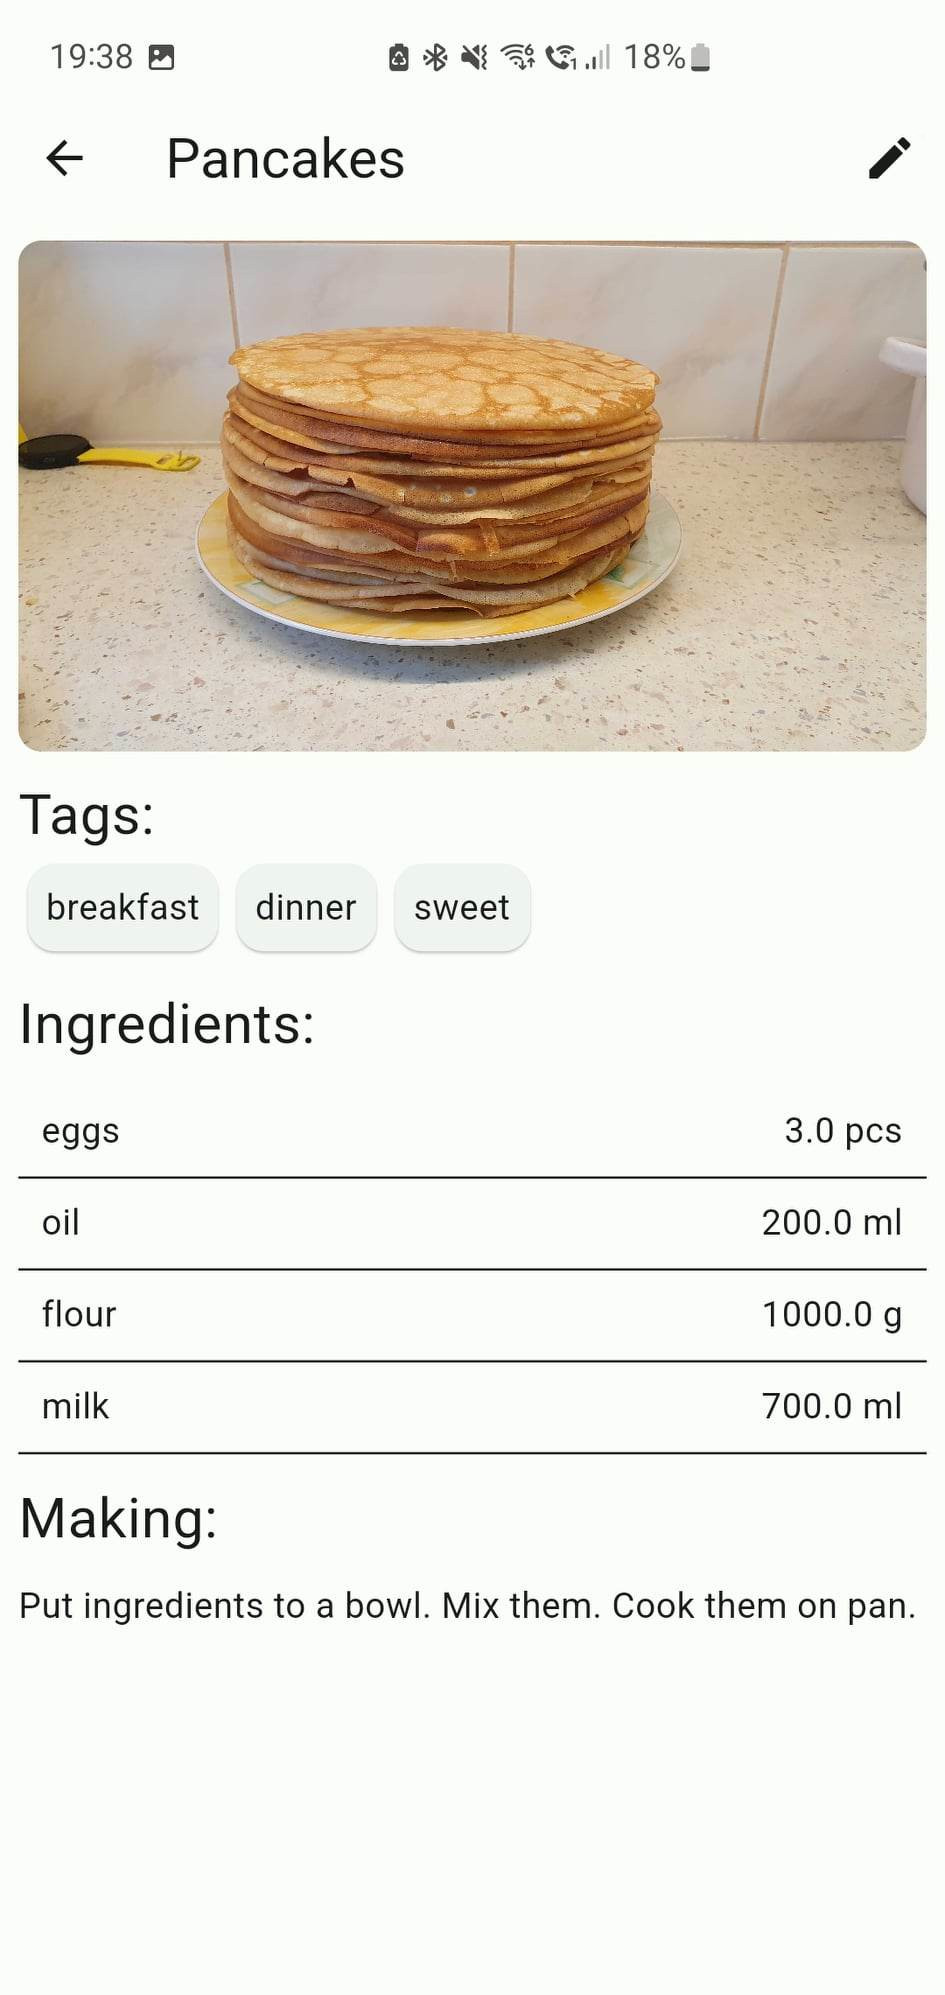 19:38 18%
Pancakes
Tags:
breakfast dinner sweet
Ingredients:
eggs 3.0 pcs
oil 200.0 ml
flour 1000.0 g
milk 700.0 ml
Making:
Put ingredients to a bowl. Mix them. Cook them on pan.